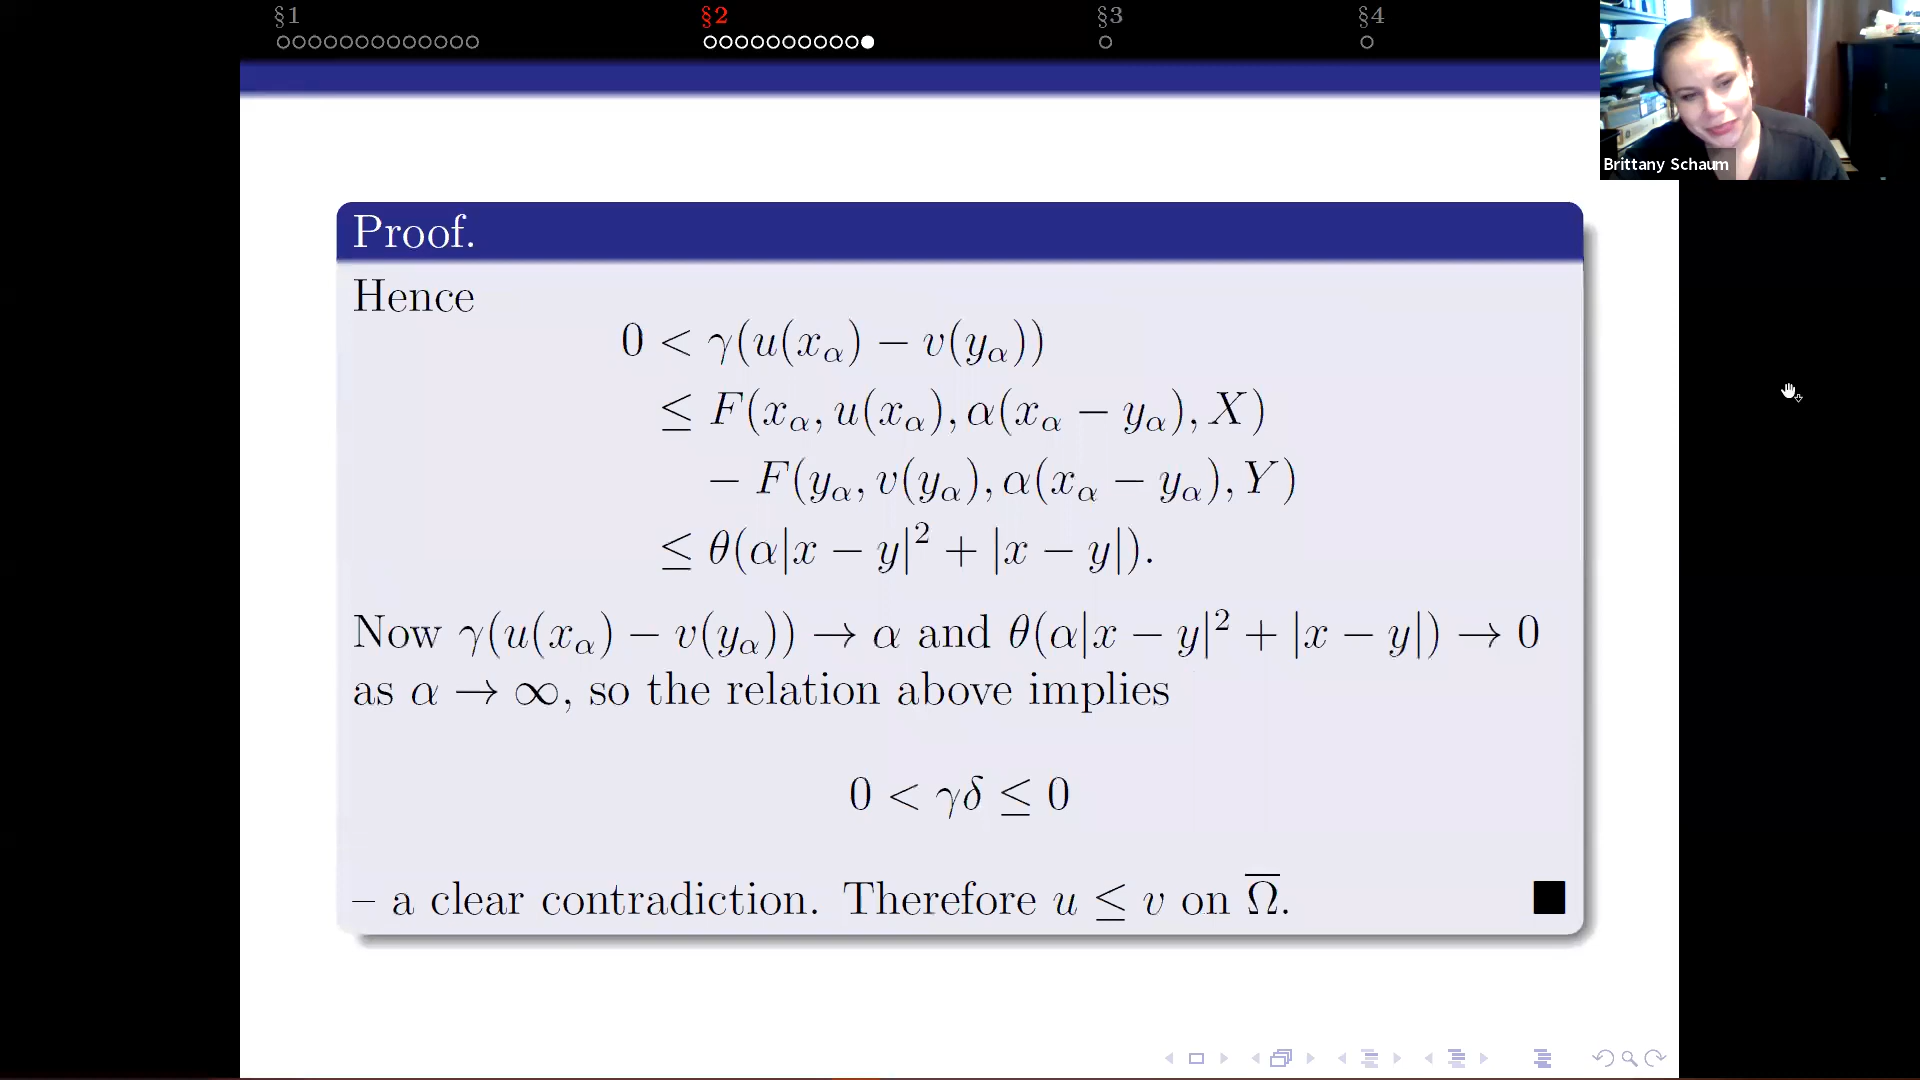 §1 §2 §3 §4
Brittany Schaum
Proof.
Hence
0 < γ(u(x_α) − v(y_α))
≤ F(x_α, u(x_α), α(x_α − y_α), X)
− F(y_α, v(y_α), α(x_α − y_α), Y)
≤ θ(α|x − y|² + |x − y|).
Now γ(u(x_α) − v(y_α)) → α and θ(α|x − y|² + |x − y|) → 0
as α → ∞, so the relation above implies
0 < γδ ≤ 0
– a clear contradiction. Therefore u ≤ v on Ω̅.